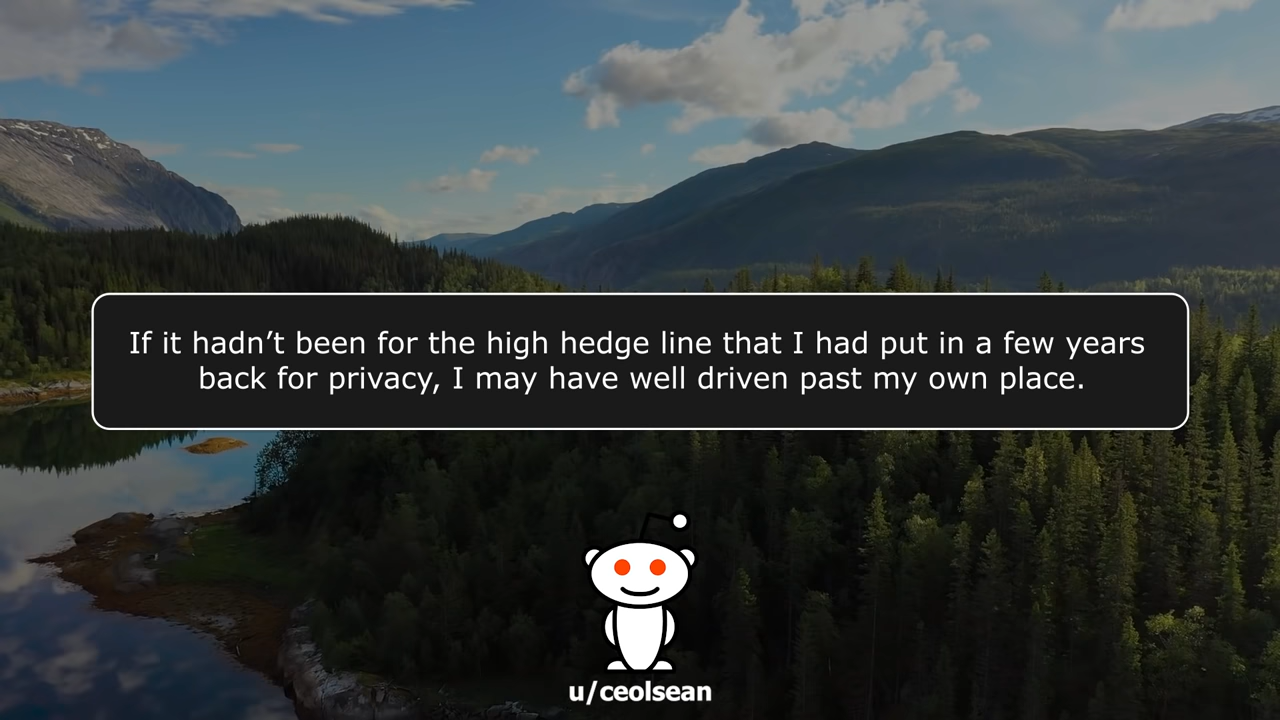 If it hadn’t been for the high hedge line that I had put in a few years
back for privacy, I may have well driven past my own place.
u/ceolsean